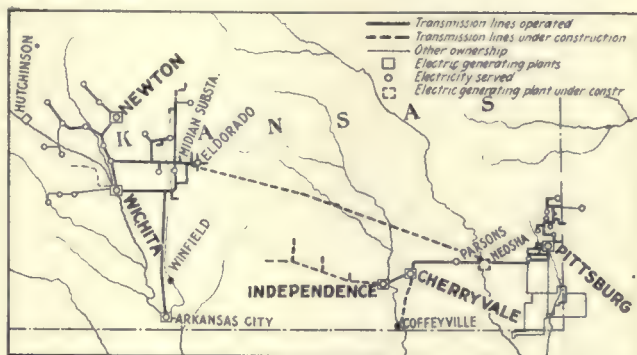 Transmission lines operated
Transmission lines under construction
Other ownership
Electric generating plants
Electricity served
Electric generating plant under constr
HUTCHINSON
NEWTON
K A N S A S
MIDIAN SUBSTA.
ELDORADO
WICHITA
WINFIELD
ARKANSAS CITY
PARSONS
NEOSHA
PITTSBURG
INDEPENDENCE
CHERRYVALE
COFFEYVILLE